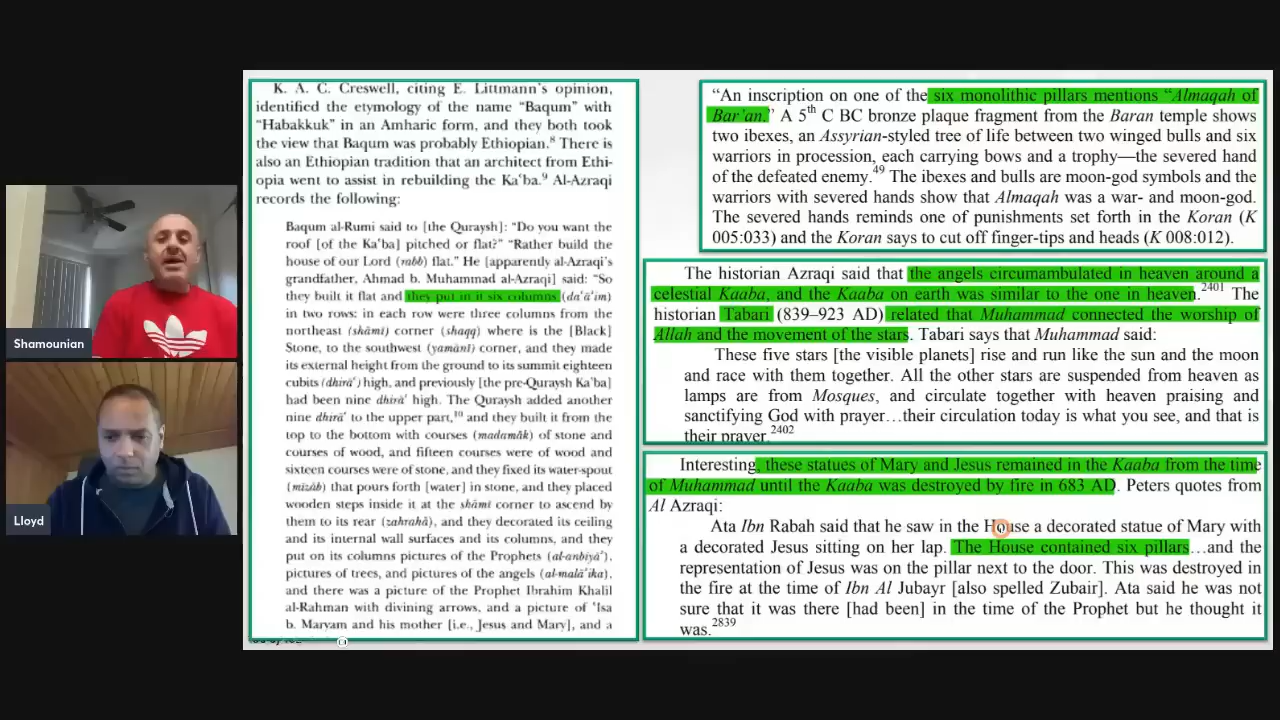 K. A. C. Creswell, citing E. Littmann's opinion,
identified the etymology of the name "Baqum" with
"Habakkuk" in an Amharic form, and they both took
the view that Baqum was probably Ethiopian.8 There is
also an Ethiopian tradition that an architect from Ethi-
opia went to assist in rebuilding the Kaʿba.9 Al-Azraqi
records the following:
Baqum al-Rumi said to [the Quraysh]: "Do you want the
roof [of the Kaʿba] pitched or flat?" "Rather build the
house of our Lord (rabb) flat." He [apparently al-Azraqi's
grandfather, Ahmad b. Muhammad al-Azraqi] said: "So
they built it flat and they put in it six columns (daʿāʾim)
in two rows: in each row were three columns from the
northeast (shāmī) corner (shaqq) where is the [Black]
Stone, to the southwest (yamānī) corner, and they made
its external height from the ground to its summit eighteen
cubits (dhirāʿ) high, and previously [the pre-Quraysh Kaʿba]
had been nine dhirāʿ high. The Quraysh added another
nine dhirāʿ to the upper part,10 and they built it from the
top to the bottom with courses (madamāk) of stone and
courses of wood, and fifteen courses were of wood and
sixteen courses were of stone, and they fixed its water-spout
(mīzāb) that pours forth [water] in stone, and they placed
wooden steps inside it at the shāmī corner to ascend by
them to its rear (zahrahā), and they decorated its ceiling
and its internal wall surfaces and its columns, and they
put on its columns pictures of the Prophets (al-anbiyāʾ),
pictures of trees, and pictures of the angels (al-malāʾika),
and there was a picture of the Prophet Ibrahim Khalil
al-Rahman with divining arrows, and a picture of ʿIsa
b. Maryam and his mother [i.e., Jesus and Mary], and a
"An inscription on one of the six monolithic pillars mentions "Almaqah of
Bar'an." A 5th C BC bronze plaque fragment from the Baran temple shows
two ibexes, an Assyrian-styled tree of life between two winged bulls and six
warriors in procession, each carrying bows and a trophy—the severed hand
of the defeated enemy.49 The ibexes and bulls are moon-god symbols and the
warriors with severed hands show that Almaqah was a war- and moon-god.
The severed hands reminds one of punishments set forth in the Koran (K
005:033) and the Koran says to cut off finger-tips and heads (K 008:012).
The historian Azraqi said that the angels circumambulated in heaven around a
celestial Kaaba, and the Kaaba on earth was similar to the one in heaven.2401 The
historian Tabari (839–923 AD) related that Muhammad connected the worship of
Allah and the movement of the stars. Tabari says that Muhammad said:
These five stars [the visible planets] rise and run like the sun and the moon
and race with them together. All the other stars are suspended from heaven as
lamps are from Mosques, and circulate together with heaven praising and
sanctifying God with prayer…their circulation today is what you see, and that is
their prayer.2402
Interesting, these statues of Mary and Jesus remained in the Kaaba from the time
of Muhammad until the Kaaba was destroyed by fire in 683 AD. Peters quotes from
Al Azraqi:
Ata Ibn Rabah said that he saw in the House a decorated statue of Mary with
a decorated Jesus sitting on her lap. The House contained six pillars…and the
representation of Jesus was on the pillar next to the door. This was destroyed in
the fire at the time of Ibn Al Jubayr [also spelled Zubair]. Ata said he was not
sure that it was there [had been] in the time of the Prophet but he thought it
was.2839
Shamounian
Lloyd